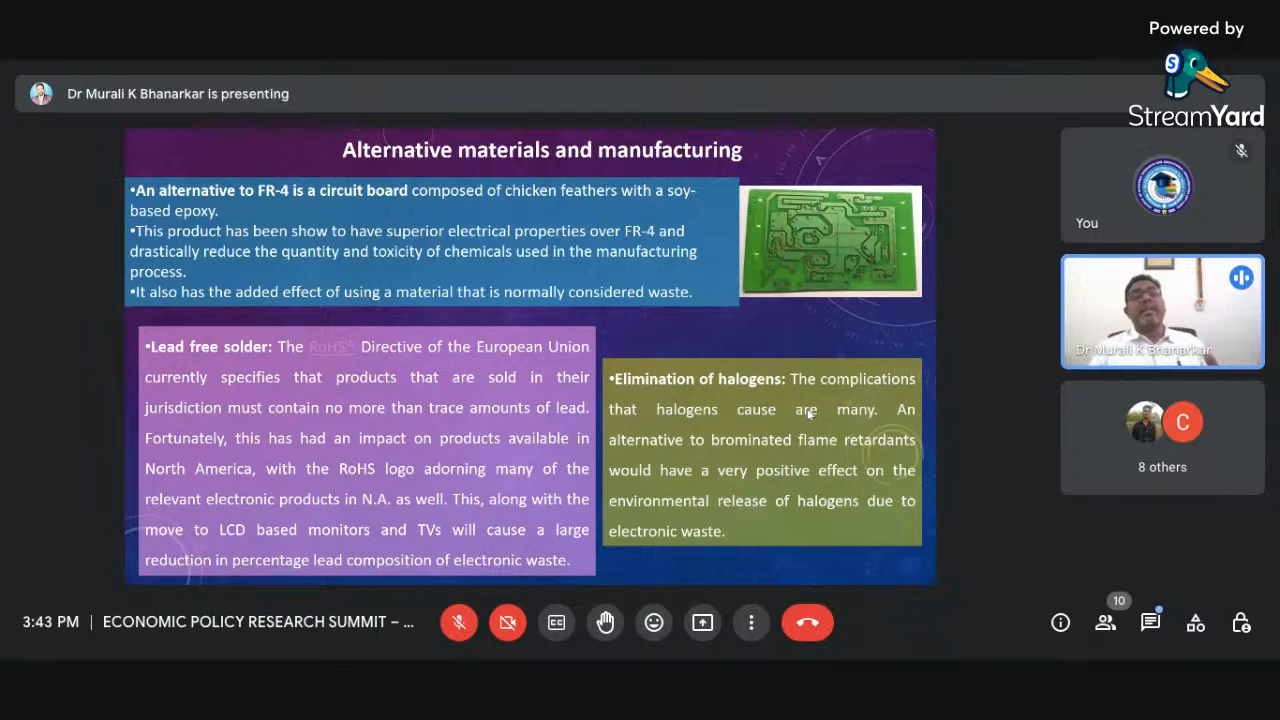 Powered by
StreamYard
Dr Murali K Bhanarkar is presenting
Alternative materials and manufacturing
•An alternative to FR-4 is a circuit board composed of chicken feathers with a soy-
based epoxy.
•This product has been show to have superior electrical properties over FR-4 and
drastically reduce the quantity and toxicity of chemicals used in the manufacturing
process.
•It also has the added effect of using a material that is normally considered waste.
•Lead free solder: The RoHSW Directive of the European Union
currently specifies that products that are sold in their
jurisdiction must contain no more than trace amounts of lead.
Fortunately, this has had an impact on products available in
North America, with the RoHS logo adorning many of the
relevant electronic products in N.A. as well. This, along with the
move to LCD based monitors and TVs will cause a large
reduction in percentage lead composition of electronic waste.
•Elimination of halogens: The complications
that halogens cause are many. An
alternative to brominated flame retardants
would have a very positive effect on the
environmental release of halogens due to
electronic waste.
You
Dr Murali K Bhanarkar
C
8 others
3:43 PM | ECONOMIC POLICY RESEARCH SUMMIT – ...
CC
10